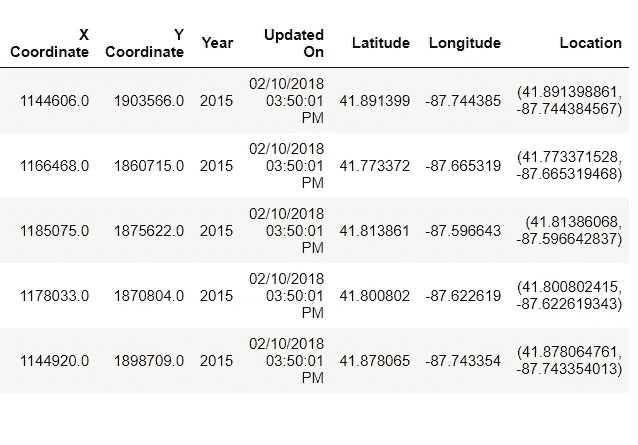 X Coordinate Y Coordinate Year Updated On Latitude Longitude Location
1144606.0 1903566.0 2015 02/10/2018 03:50:01 PM 41.891399 -87.744385 (41.891398861, -87.744384567)
1166468.0 1860715.0 2015 02/10/2018 03:50:01 PM 41.773372 -87.665319 (41.773371528, -87.665319468)
1185075.0 1875622.0 2015 02/10/2018 03:50:01 PM 41.813861 -87.596643 (41.81386068, -87.596642837)
1178033.0 1870804.0 2015 02/10/2018 03:50:01 PM 41.800802 -87.622619 (41.800802415, -87.622619343)
1144920.0 1898709.0 2015 02/10/2018 03:50:01 PM 41.878065 -87.743354 (41.878064761, -87.743354013)